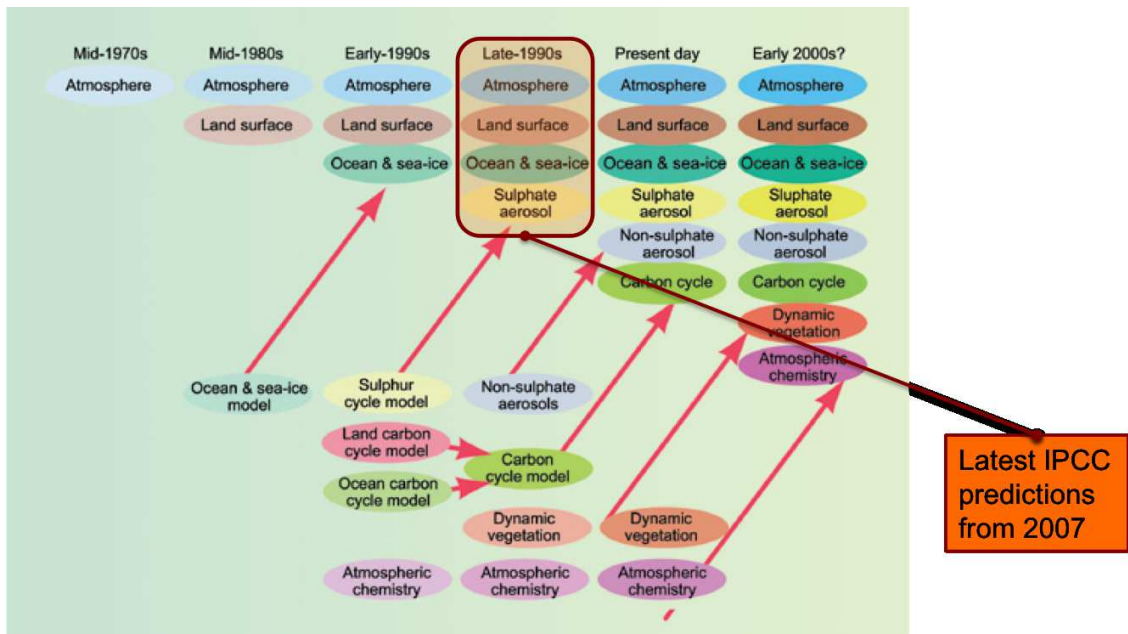 Mid-1970s
Mid-1980s
Early-1990s
Late-1990s
Present day
Early 2000s?
Atmosphere
Atmosphere
Atmosphere
Atmosphere
Atmosphere
Atmosphere
Land surface
Land surface
Land surface
Land surface
Land surface
Ocean & sea-ice
Ocean & sea-ice
Ocean & sea-ice
Ocean & sea-ice
Sulphate
aerosol
Sulphate
aerosol
Sluphate
aerosol
Non-sulphate
aerosol
Non-sulphate
aerosol
Carbon cycle
Carbon cycle
Dynamic
vegetation
Atmospheric
chemistry
Ocean & sea-ice
model
Sulphur
cycle model
Non-sulphate
aerosols
Land carbon
cycle model
Carbon
cycle model
Ocean carbon
cycle model
Dynamic
vegetation
Dynamic
vegetation
Atmospheric
chemistry
Atmospheric
chemistry
Atmospheric
chemistry
Latest IPCC
predictions
from 2007